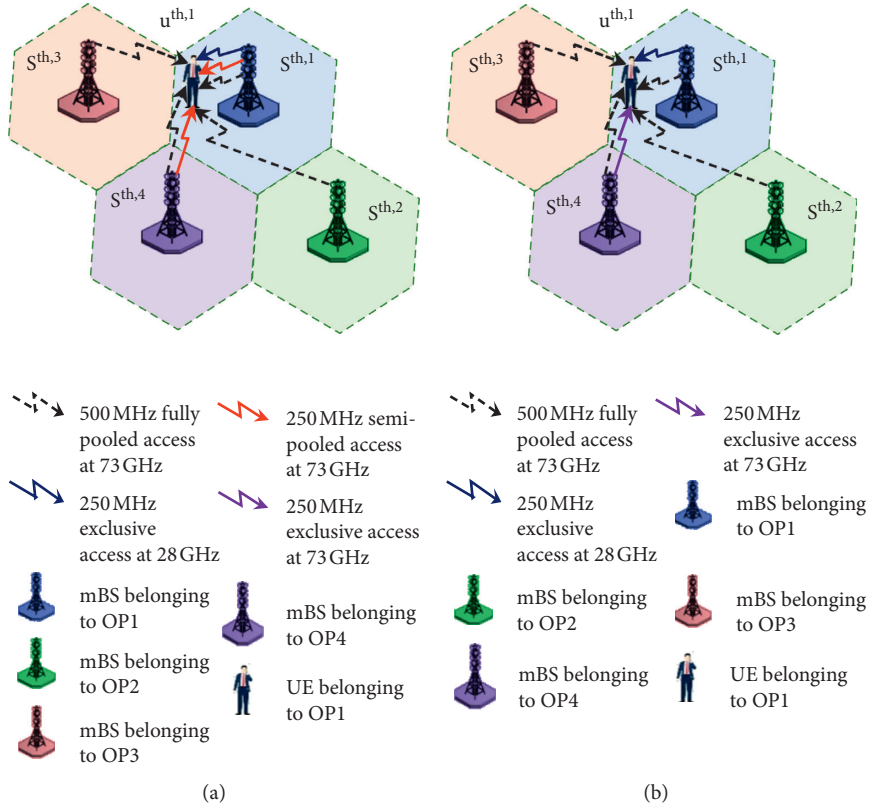 u^th,1
S^th,3
S^th,1
S^th,4
S^th,2
500 MHz fully
pooled access
at 73 GHz
250 MHz semi-
pooled access
at 73 GHz
250 MHz
exclusive
access at 28 GHz
250 MHz
exclusive access
at 73 GHz
mBS belonging
to OP1
mBS belonging
to OP4
mBS belonging
to OP2
UE belonging
to OP1
mBS belonging
to OP3
(a)
u^th,1
S^th,3
S^th,1
S^th,4
S^th,2
500 MHz fully
pooled access
at 73 GHz
250 MHz
exclusive access
at 73 GHz
250 MHz
exclusive
access at 28 GHz
mBS belonging
to OP1
mBS belonging
to OP2
mBS belonging
to OP3
mBS belonging
to OP4
UE belonging
to OP1
(b)